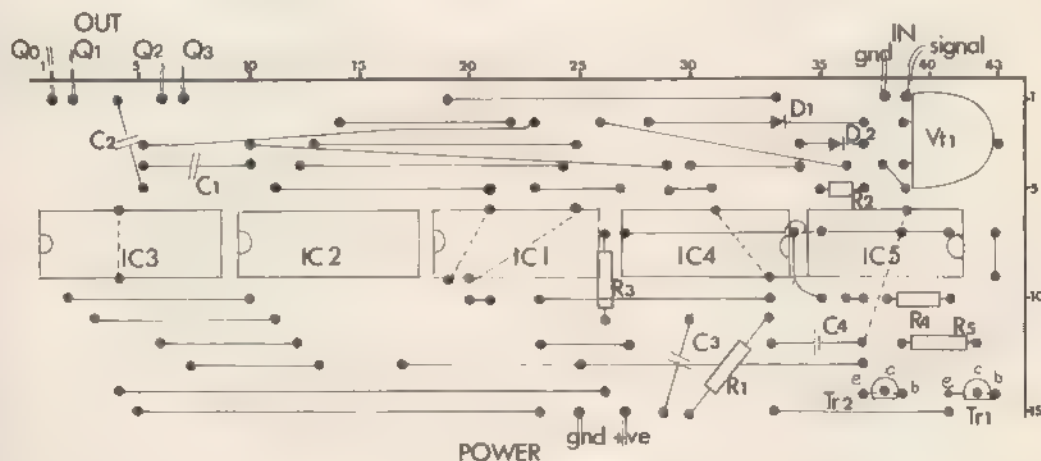 OUT
IN
Q0 Q1 Q2 Q3
gnd signal
1 5 10 20 25 30 35 40 43
1
D1
C2
D2
Vt1
C1
5
R2
IC3 IC2 IC1 IC4 IC5
R3
10
R4 R5
C3 C4
R1
e c b e c b
Tr2 Tr1
15
gnd +ve
POWER